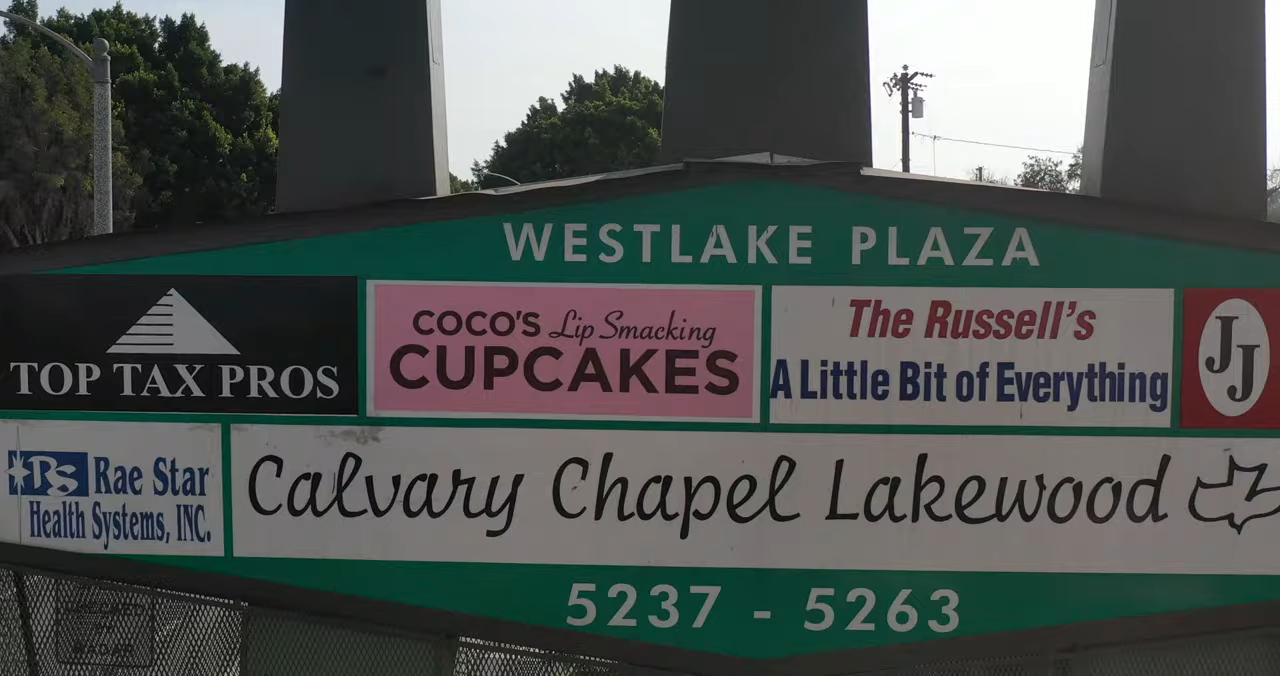 WESTLAKE PLAZA
TOP TAX PROS
COCO'S Lip Smacking
CUPCAKES
The Russell's
A Little Bit of Everything
JJ
RS Rae Star
Health Systems, INC.
Calvary Chapel Lakewood
5237 - 5263